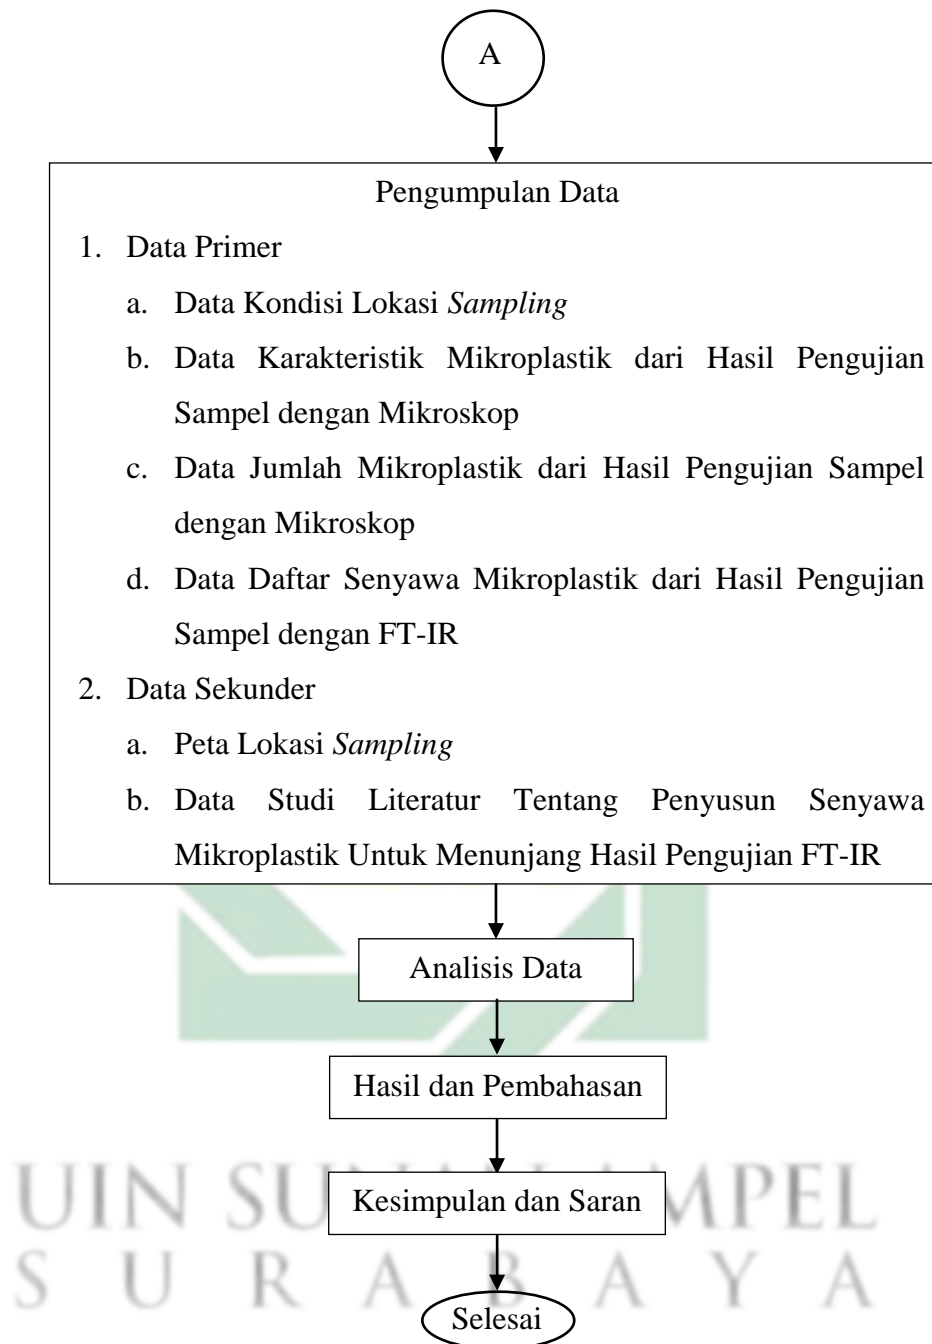 A
Pengumpulan Data
1. Data Primer
a. Data Kondisi Lokasi Sampling
b. Data Karakteristik Mikroplastik dari Hasil Pengujian
Sampel dengan Mikroskop
c. Data Jumlah Mikroplastik dari Hasil Pengujian Sampel
dengan Mikroskop
d. Data Daftar Senyawa Mikroplastik dari Hasil Pengujian
Sampel dengan FT-IR
2. Data Sekunder
a. Peta Lokasi Sampling
b. Data Studi Literatur Tentang Penyusun Senyawa
Mikroplastik Untuk Menunjang Hasil Pengujian FT-IR
Analisis Data
Hasil dan Pembahasan
Kesimpulan dan Saran
UIN SUNAN AMPEL
SURABAYA
Selesai